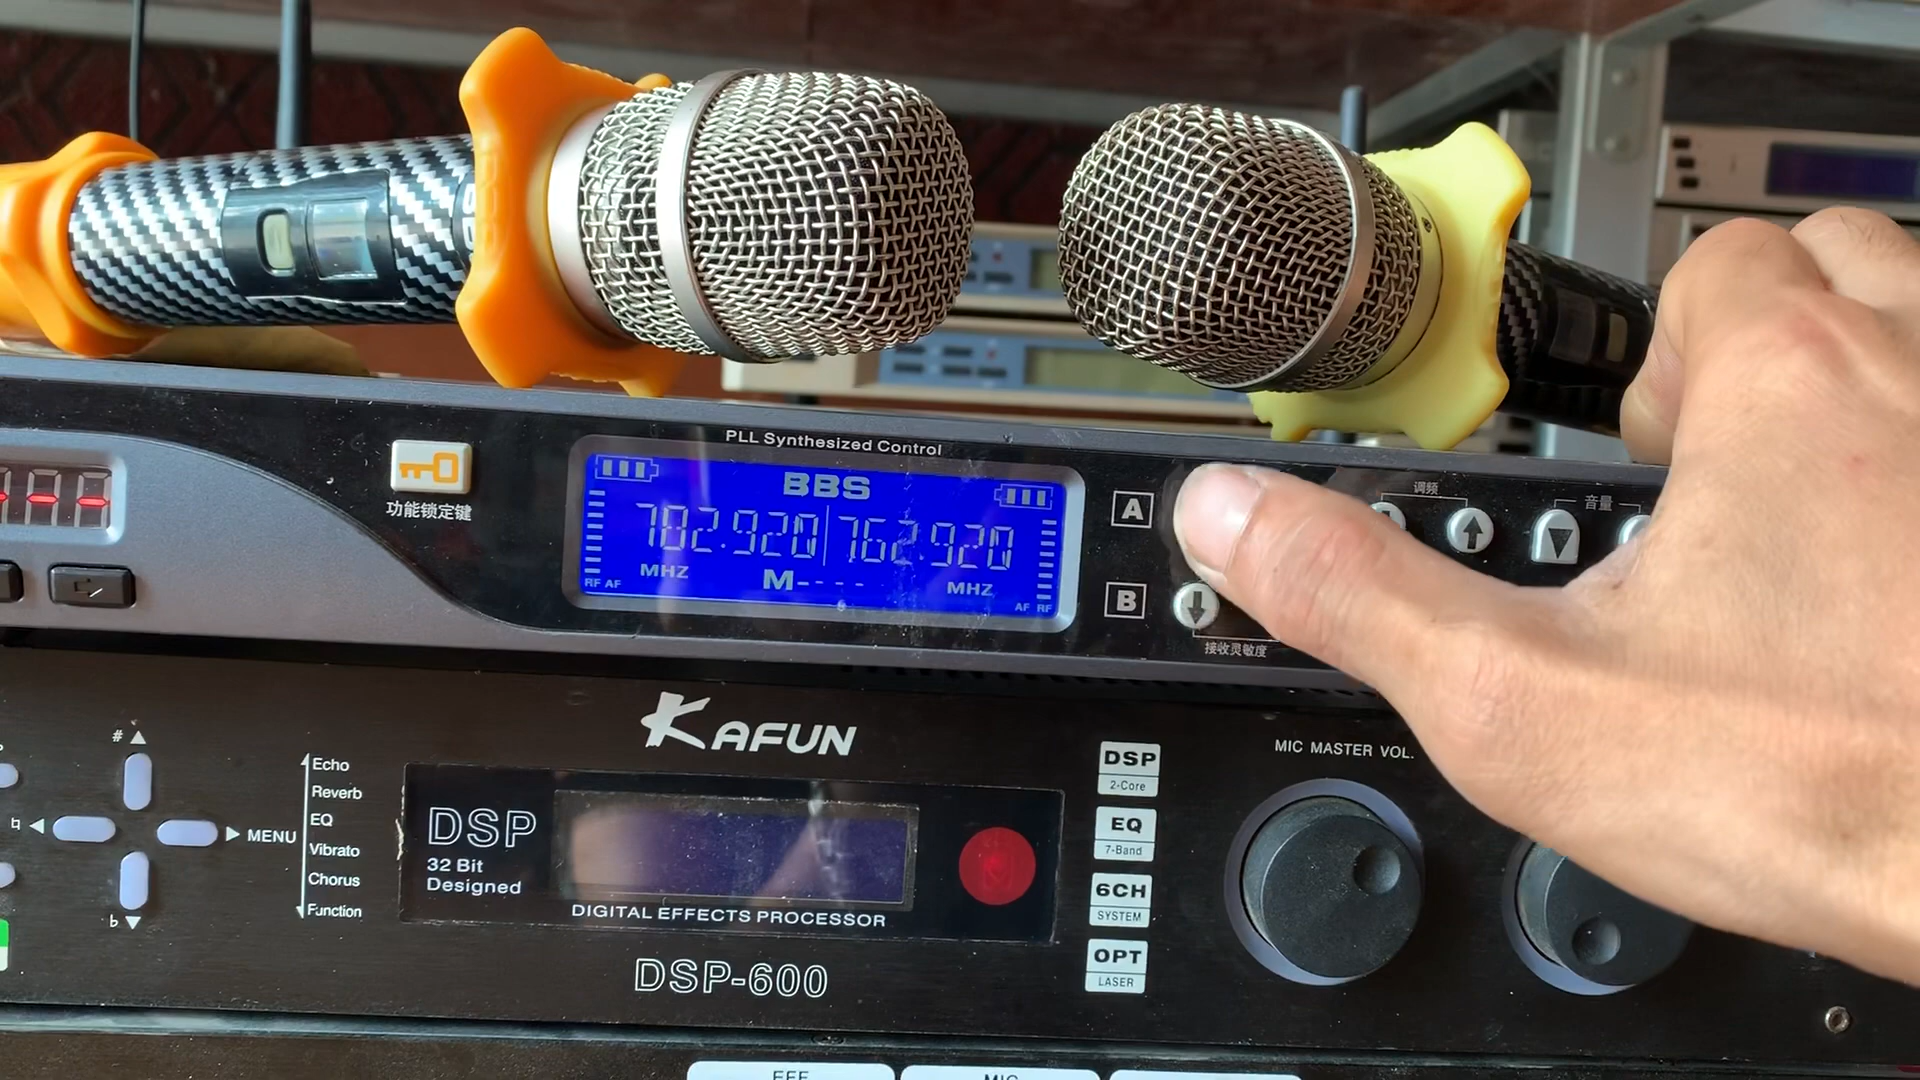 PLL Synthesized Control
BBS
782.920 762.920
MHZ
M----
MHZ
RF AF
AF RF
功能锁定键
A
B
调频
音量
接收灵敏度
KAFUN
#
MENU
b
Echo
Reverb
EQ
Vibrato
Chorus
Function
DSP
32 Bit
Designed
DIGITAL EFFECTS PROCESSOR
DSP-600
DSP
2-Core
EQ
7-Band
6CH
SYSTEM
OPT
LASER
MIC MASTER VOL.
EFF
MIC